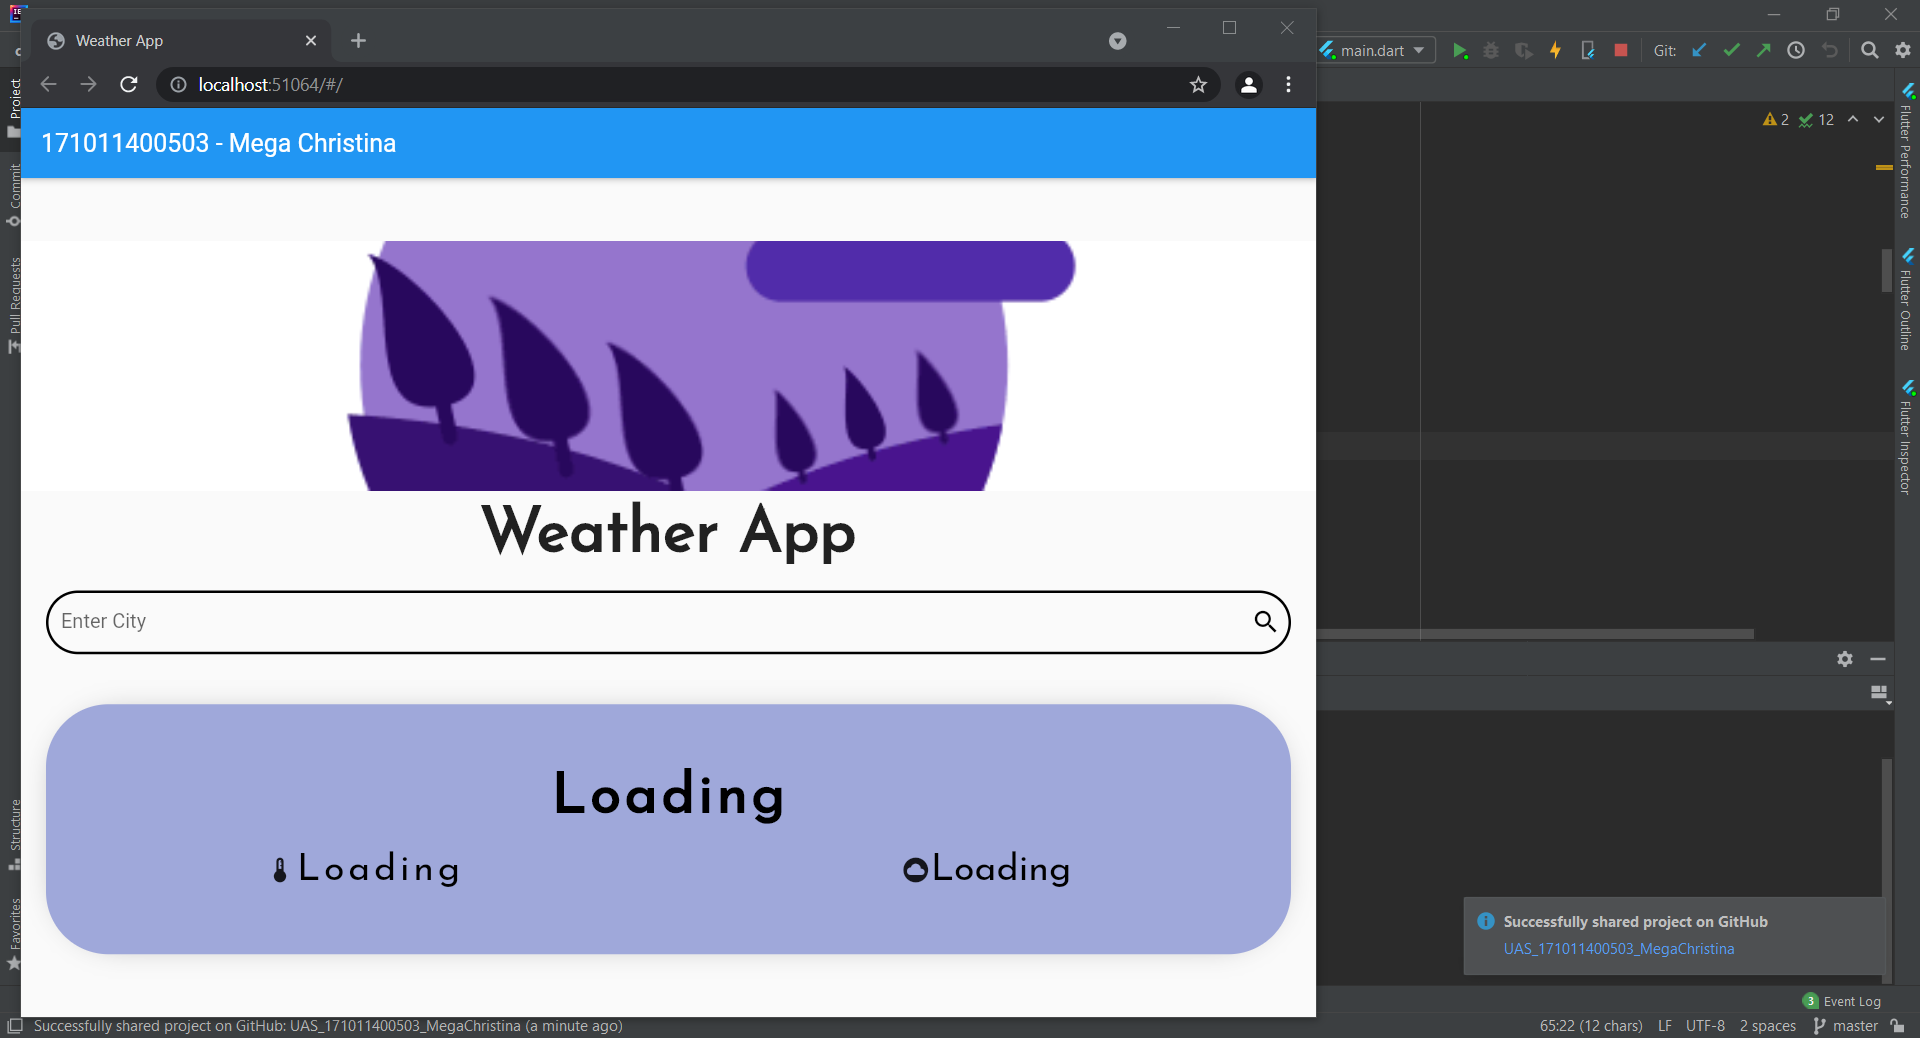 Weather App
localhost:51064/#/
171011400503 - Mega Christina
Weather App
Enter City
Loading
Loading
Loading
main.dart
Git:
2
12
Project
Commit
Pull Requests
Structure
Favorites
Flutter Performance
Flutter Outline
Flutter Inspector
Successfully shared project on GitHub
UAS_171011400503_MegaChristina
3 Event Log
Successfully shared project on GitHub: UAS_171011400503_MegaChristina (a minute ago)
65:22 (12 chars) LF UTF-8 2 spaces master